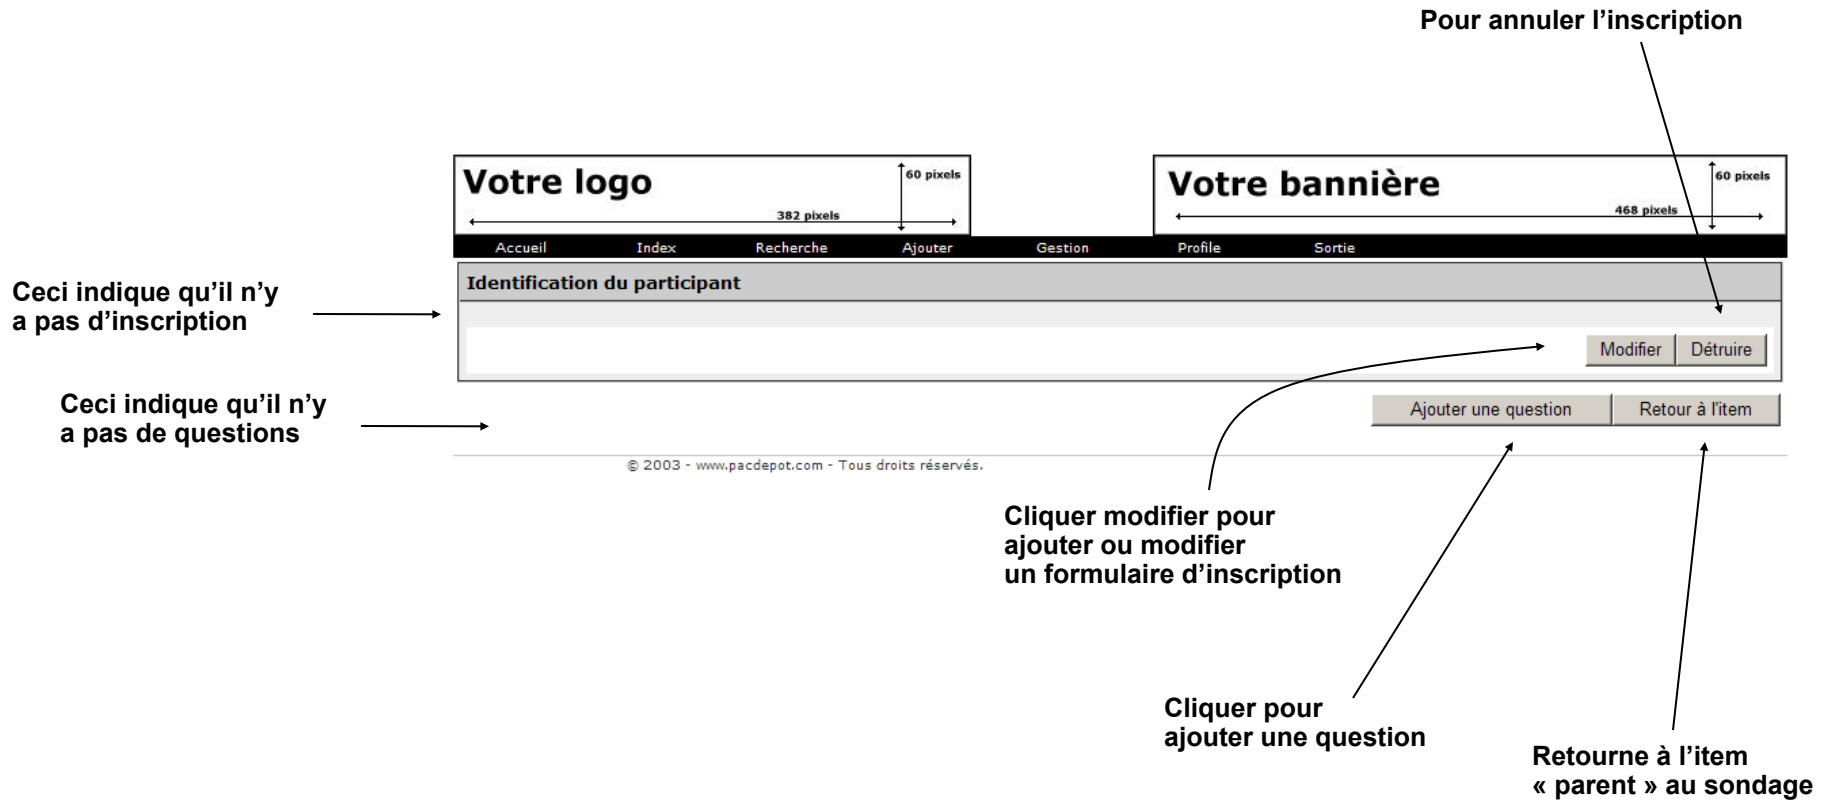 Pour annuler l’inscription
Votre logo
60 pixels
382 pixels
Votre bannière
60 pixels
468 pixels
Accueil Index Recherche Ajouter Gestion Profile Sortie
Identification du participant
Ceci indique qu’il n’y
a pas d’inscription
Modifier Détruire
Ceci indique qu’il n’y
a pas de questions
Ajouter une question Retour à l'item
© 2003 - www.pacdepot.com - Tous droits réservés.
Cliquer modifier pour
ajouter ou modifier
un formulaire d’inscription
Cliquer pour
ajouter une question
Retourne à l’item
« parent » au sondage